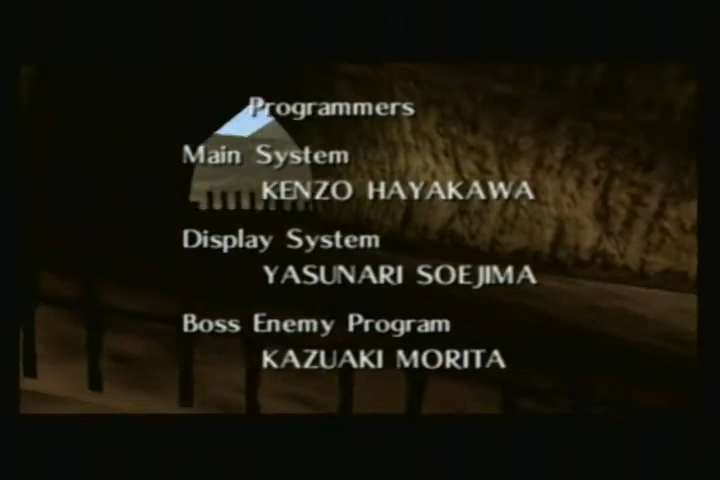 Programmers
Main System
KENZO HAYAKAWA
Display System
YASUNARI SOEJIMA
Boss Enemy Program
KAZUAKI MORITA